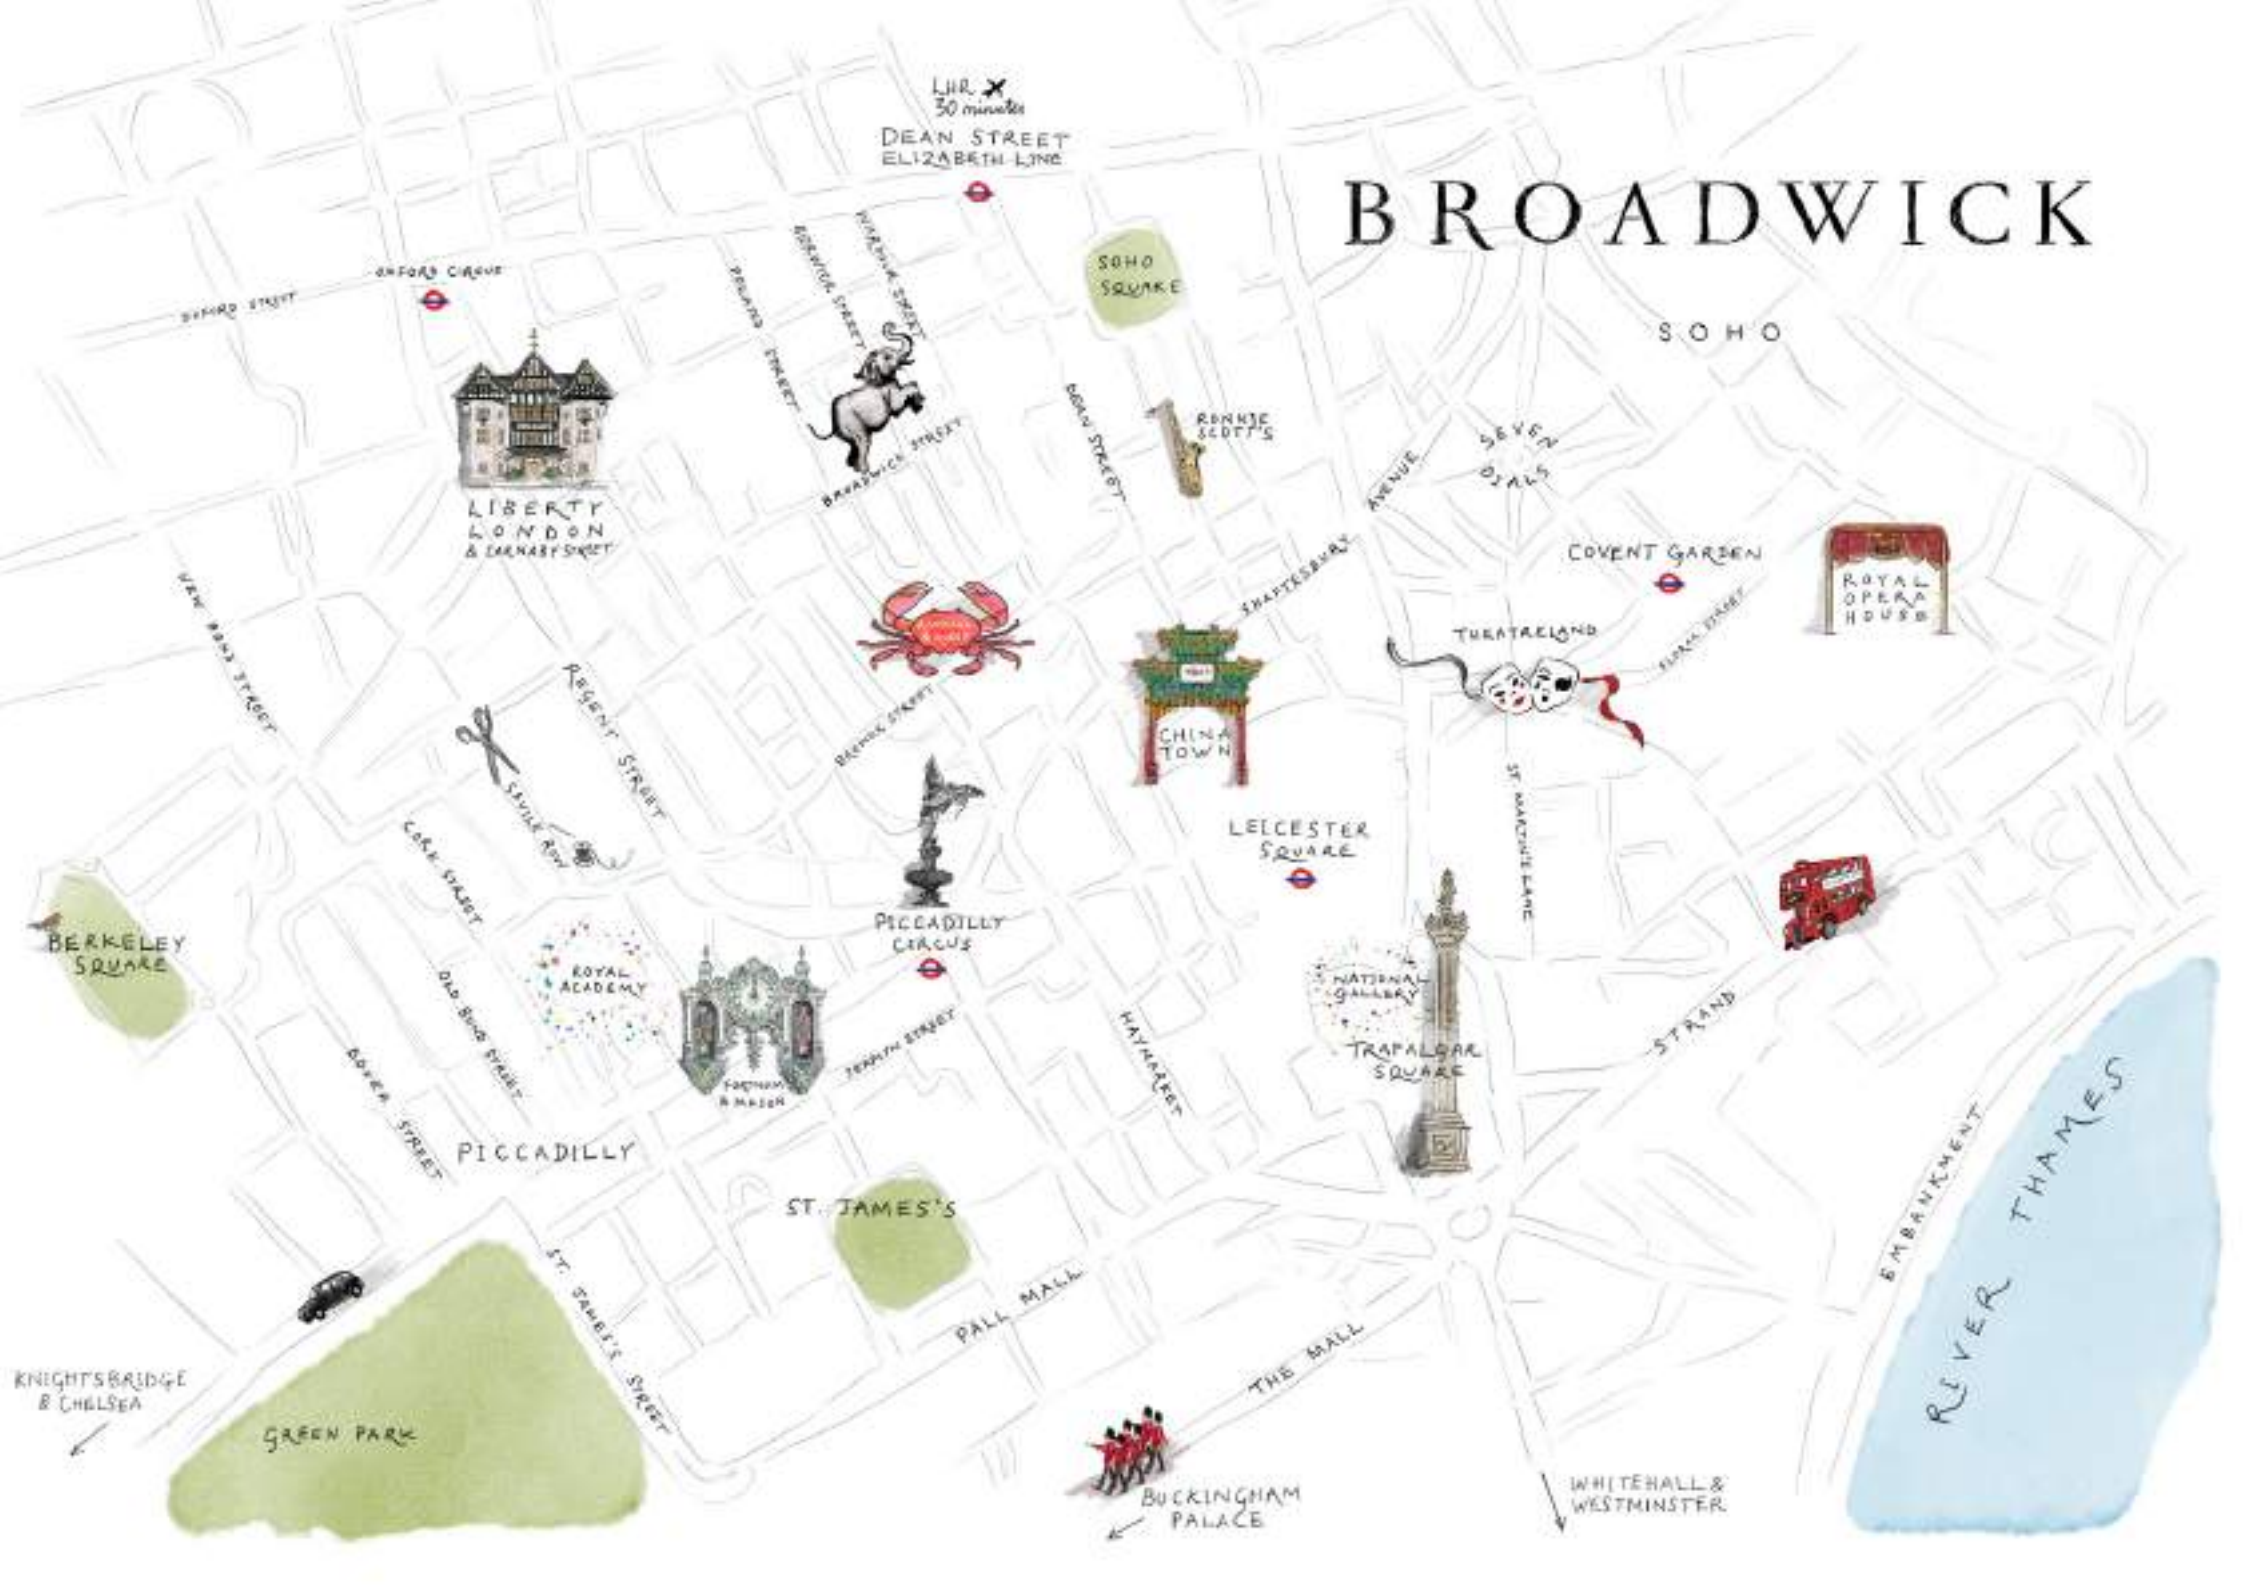 LHR
30 minutes
DEAN STREET
ELIZABETH LINE
BROADWICK
SOHO
SOHO
SQUARE
OXFORD CIRCUS
OXFORD STREET
WARDOUR STREET
BERWICK STREET
POLAND STREET
DEAN STREET
RONNIE
SCOTT'S
BROADWICK STREET
LIBERTY
LONDON
& CARNABY STREET
SEVEN
DIALS
SHAFTESBURY AVENUE
COVENT GARDEN
ROYAL
OPERA
HOUSE
THEATRELAND
FLORAL STREET
NEW BOND STREET
REGENT STREET
BREWER STREET
CHINA
TOWN
SAVILE ROW
CORK STREET
LEICESTER
SQUARE
ST MARTIN'S LANE
BERKELEY
SQUARE
PICCADILLY
CIRCUS
ROYAL
ACADEMY
FORTNUM
& MASON
OLD BOND STREET
JERMYN STREET
HAYMARKET
NATIONAL
GALLERY
TRAFALGAR
SQUARE
STRAND
DOVER STREET
PICCADILLY
ST. JAMES'S
ST. JAMES'S STREET
PALL MALL
THE MALL
EMBANKMENT
RIVER THAMES
KNIGHTSBRIDGE
& CHELSEA
GREEN PARK
BUCKINGHAM
PALACE
WHITEHALL &
WESTMINSTER